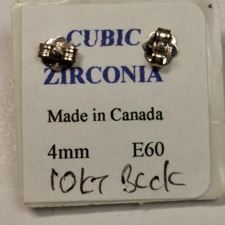 CUBIC
ZIRCONIA
Made in Canada
4mm E60
10kT Back